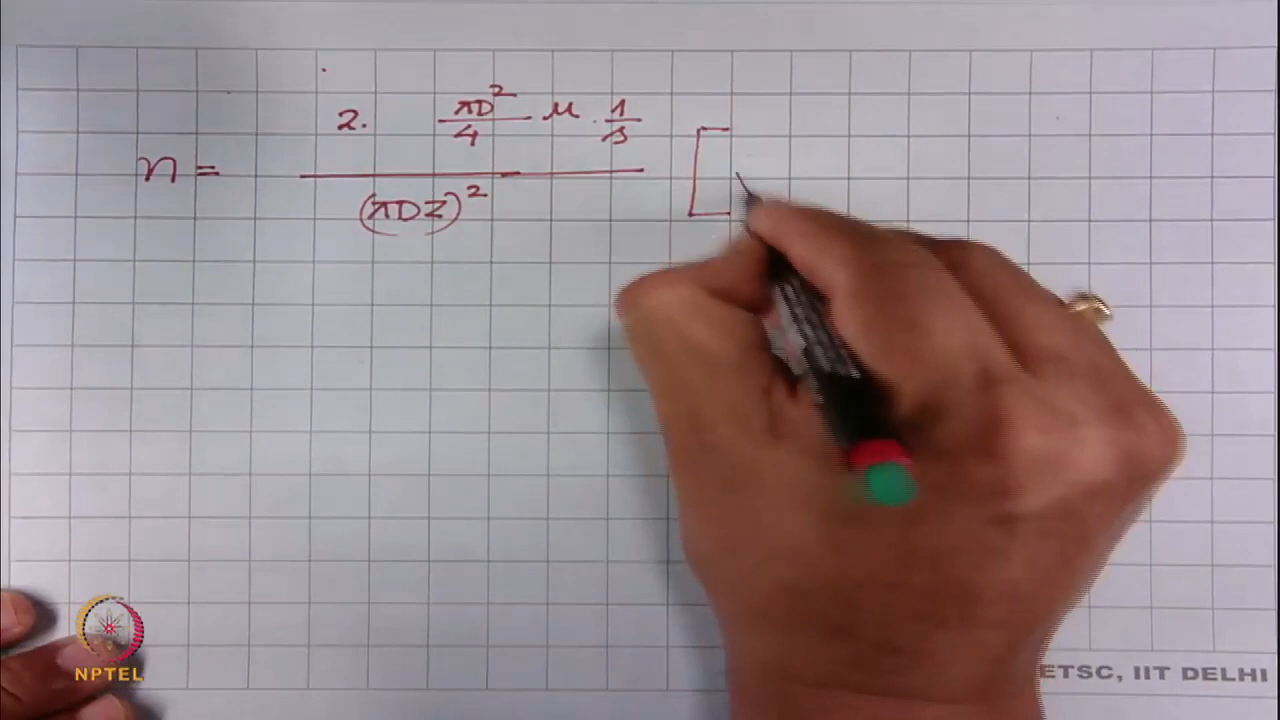 2. πD²/4 μ . 1/s [
n = ―――
(πDZ)²
NPTEL
ETSC, IIT DELHI